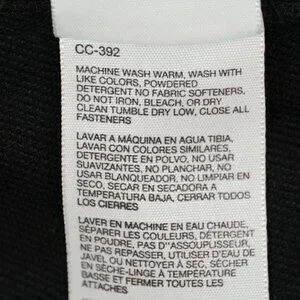 CC-392
MACHINE WASH WARM, WASH WITH
LIKE COLORS, POWDERED
DETERGENT NO FABRIC SOFTENERS,
DO NOT IRON, BLEACH, OR DRY
CLEAN TUMBLE DRY LOW, CLOSE ALL
FASTENERS
LAVAR A MÁQUINA EN AGUA TIBIA,
LAVAR CON COLORES SIMILARES,
DETERGENTE EN POLVO, NO USAR
SUAVIZANTES, NO PLANCHAR, NO
USAR BLANQUEADOR, NO LIMPIAR EN
SECO, SECAR EN SECADORA A
TEMPERATURA BAJA, CERRAR TODO
LOS CIERRES
LAVER EN MACHINE EN EAU CHAUDE,
SÉPARER LES COULEURS, DÉTERGENT
EN POUDRE, PAS D'ASSOUPLISSEUR,
NE PAS REPASSER, UTILISER D'EAU DE
JAVEL OU NETTOYER À SEC, SÉCHER
EN SÈCHE-LINGE À TEMPÉRATURE
BASSE ET FERMER TOUTES LES
ATTACHES